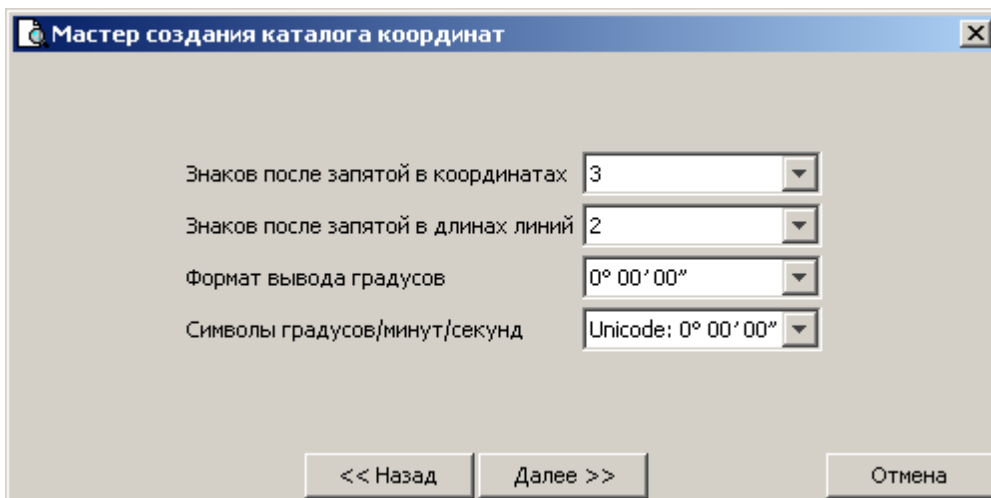 Мастер создания каталога координат
Знаков после запятой в координатах 3
Знаков после запятой в длинах линий 2
Формат вывода градусов 0° 00′00″
Символы градусов/минут/секунд Unicode: 0° 00′00″
<< Назад Далее >> Отмена